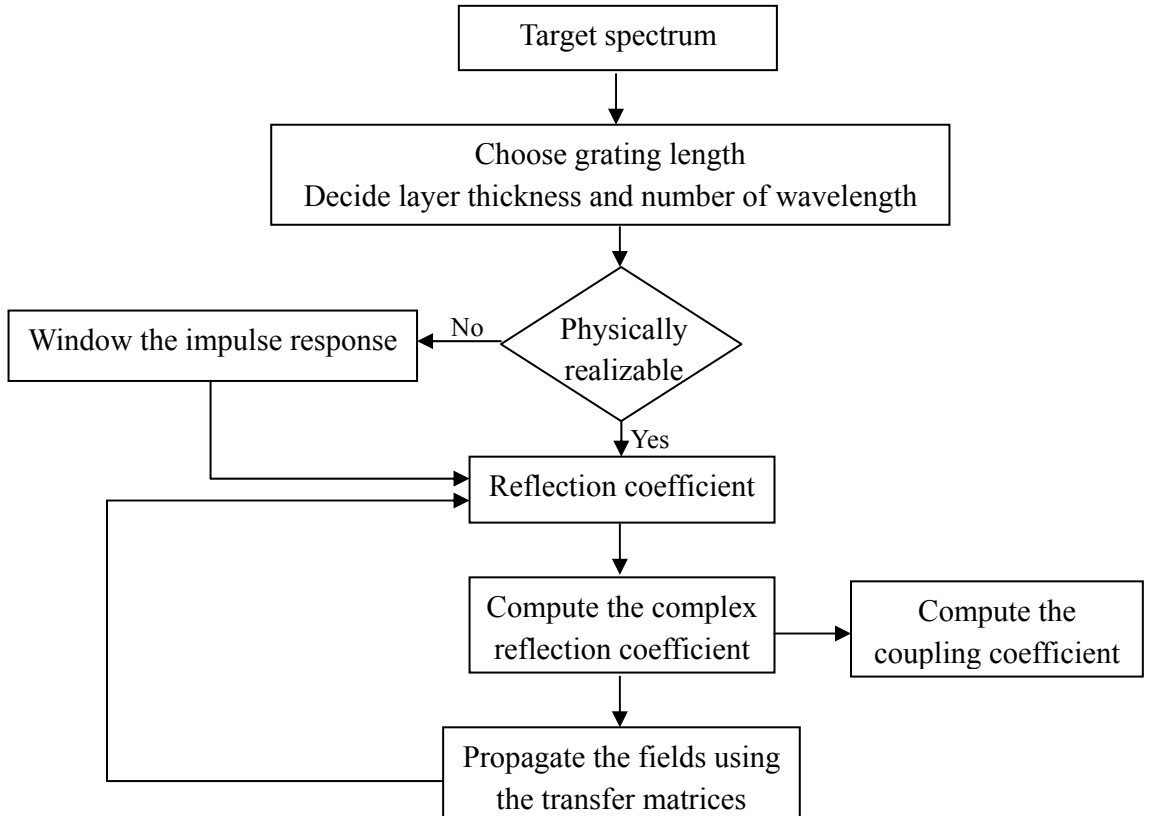 Target spectrum
Choose grating length
Decide layer thickness and number of wavelength
Physically
realizable
No
Window the impulse response
Yes
Reflection coefficient
Compute the complex
reflection coefficient
Compute the
coupling coefficient
Propagate the fields using
the transfer matrices